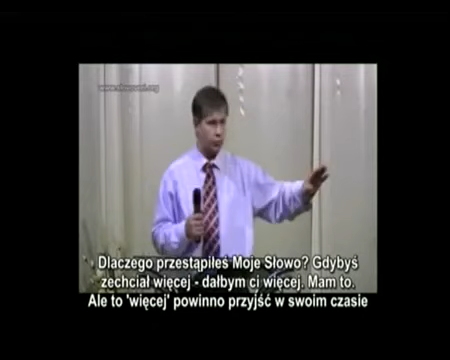 Dlaczego przestąpiłeś Moje Słowo? Gdybyś
zechciał więcej - dałbym ci więcej. Mam to.
Ale to 'więcej' powinno przyjść w swoim czasie